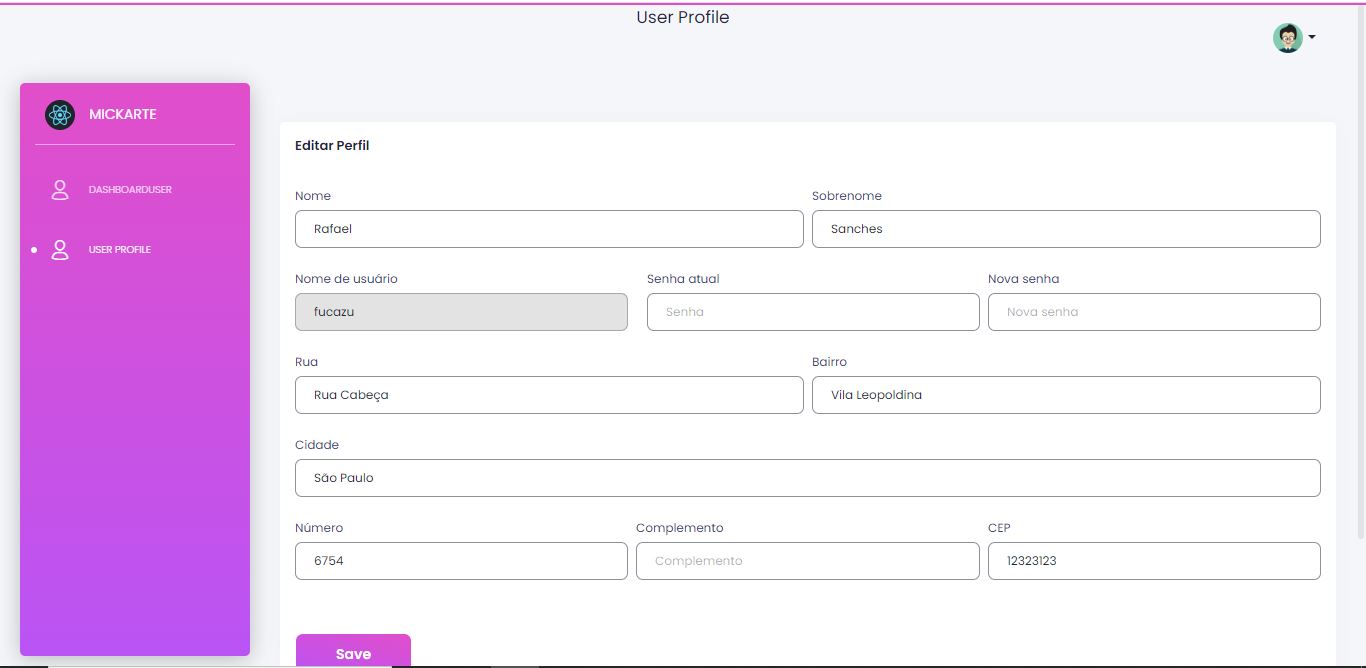 User Profile
MICKARTE
DASHBOARDUSER
USER PROFILE
Editar Perfil
Nome Sobrenome
Rafael Sanches
Nome de usuário Senha atual Nova senha
fucazu Senha Nova senha
Rua Bairro
Rua Cabeça Vila Leopoldina
Cidade
São Paulo
Número Complemento CEP
6754 Complemento 12323123
Save